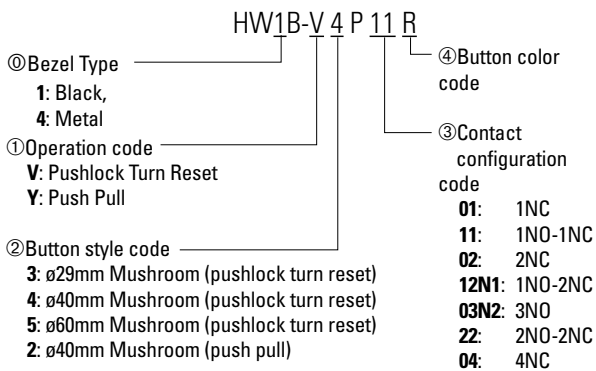 HW1B-V 4 P 11 R
⓪Bezel Type
1: Black,
4: Metal
①Operation code
V: Pushlock Turn Reset
Y: Push Pull
②Button style code
3: ø29mm Mushroom (pushlock turn reset)
4: ø40mm Mushroom (pushlock turn reset)
5: ø60mm Mushroom (pushlock turn reset)
2: ø40mm Mushroom (push pull)
④Button color
code
③Contact
configuration
code
01: 1NC
11: 1NO-1NC
02: 2NC
12N1: 1NO-2NC
03N2: 3NO
22: 2NO-2NC
04: 4NC